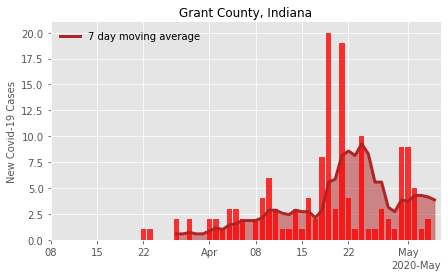 Grant County, Indiana
7 day moving average
New Covid-19 Cases
20.0
17.5
15.0
12.5
10.0
7.5
5.0
2.5
0.0
08 15 22 Apr 08 15 22 May
2020-May